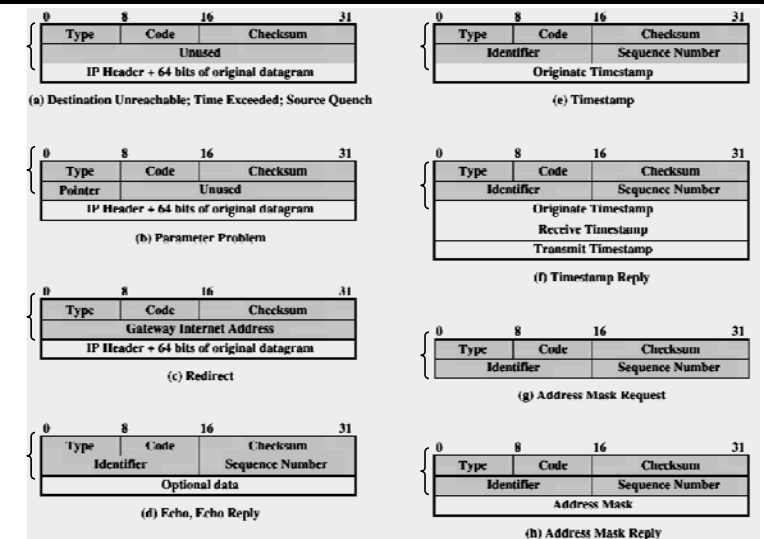 0 8 16 31
Type Code Checksum
Unused
IP Header + 64 bits of original datagram
(a) Destination Unreachable; Time Exceeded; Source Quench
0 8 16 31
Type Code Checksum
Pointer Unused
IP Header + 64 bits of original datagram
(b) Parameter Problem
0 8 16 31
Type Code Checksum
Gateway Internet Address
IP Header + 64 bits of original datagram
(c) Redirect
0 8 16 31
Type Code Checksum
Identifier Sequence Number
Optional data
(d) Echo, Echo Reply
0 8 16 31
Type Code Checksum
Identifier Sequence Number
Originate Timestamp
(e) Timestamp
0 8 16 31
Type Code Checksum
Identifier Sequence Number
Originate Timestamp
Receive Timestamp
Transmit Timestamp
(f) Timestamp Reply
0 8 16 31
Type Code Checksum
Identifier Sequence Number
(g) Address Mask Request
0 8 16 31
Type Code Checksum
Identifier Sequence Number
Address Mask
(h) Address Mask Reply